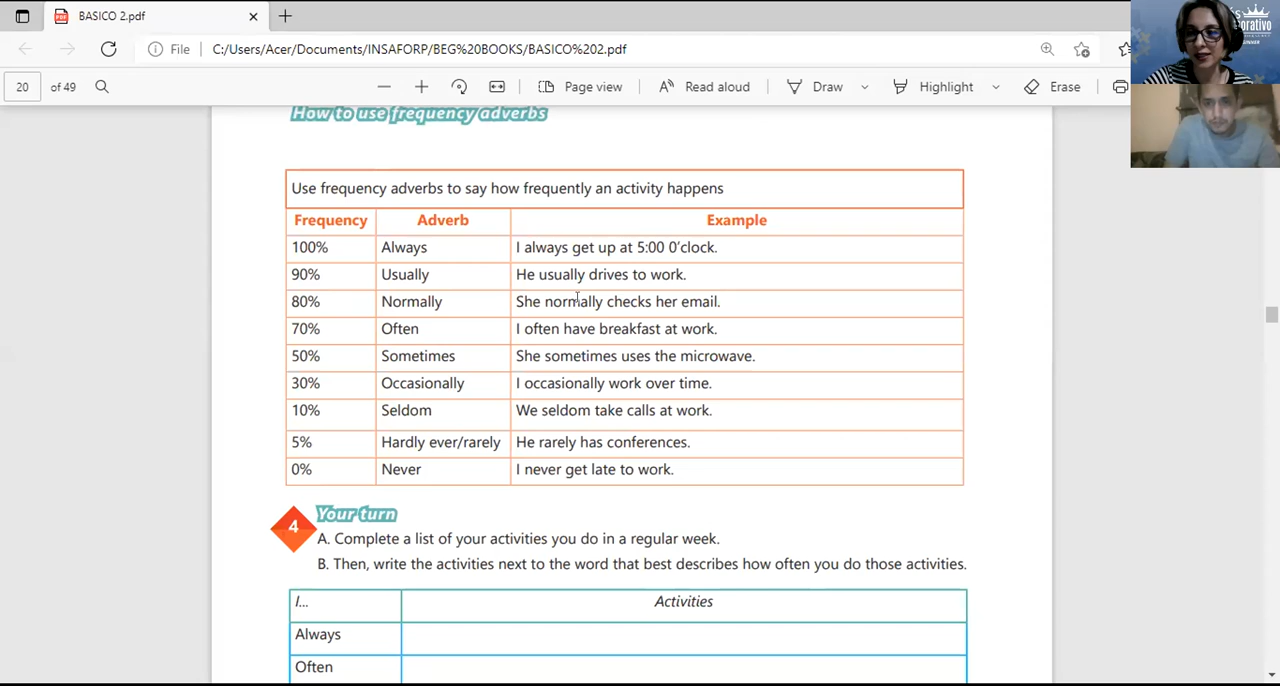 BASICO 2.pdf
File C:/Users/Acer/Documents/INSAFORP/BEG%20BOOKS/BASICO%202.pdf
20 of 49 Page view Read aloud Draw Highlight Erase
How to use frequency adverbs
Use frequency adverbs to say how frequently an activity happens
Frequency Adverb Example
100% Always I always get up at 5:00 0'clock.
90% Usually He usually drives to work.
80% Normally She normally checks her email.
70% Often I often have breakfast at work.
50% Sometimes She sometimes uses the microwave.
30% Occasionally I occasionally work over time.
10% Seldom We seldom take calls at work.
5% Hardly ever/rarely He rarely has conferences.
0% Never I never get late to work.
4 Your turn
A. Complete a list of your activities you do in a regular week.
B. Then, write the activities next to the word that best describes how often you do those activities.
I... Activities
Always
Often